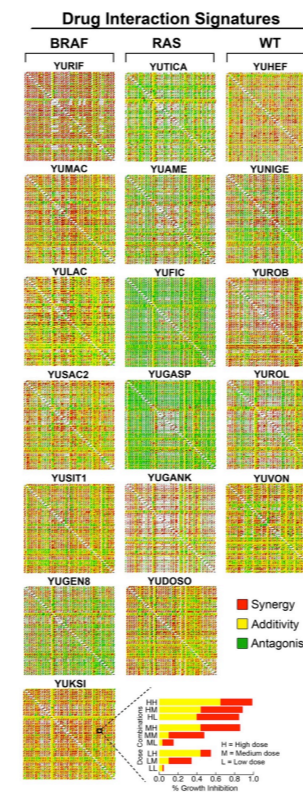 Drug Interaction Signatures
BRAF RAS WT
YURIF YUTICA YUHEF
YUMAC YUAME YUNIGE
YULAC YUFIC YUROB
YUSAC2 YUGASP YUROL
YUSIT1 YUGANK YUVON
YUGEN8 YUDOSO
Synergy
Additivity
Antagonis
YUKSI
Dose Combinations
HH
HM
HL
MH
MM
ML
LH
LM
LL
H = High dose
M = Medium dose
L = Low dose
0 0.2 0.4 0.6 0.8 1.0
% Growth Inhibition